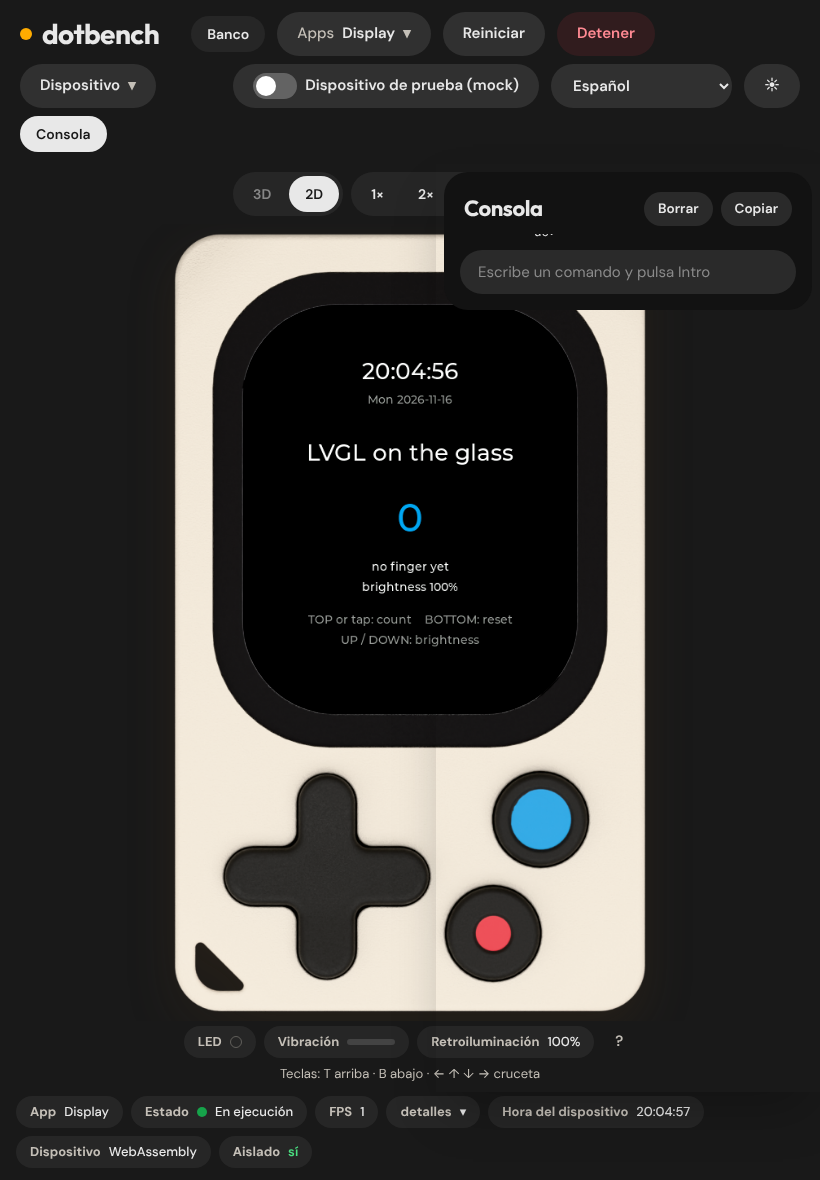 dotbench
Banco
Apps Display ▾
Reiniciar
Detener
Dispositivo ▾
Dispositivo de prueba (mock)
Español
Consola
3D 2D 1× 2×
Consola
Borrar Copiar
Escribe un comando y pulsa Intro
20:04:56
Mon 2026-11-16
LVGL on the glass
0
no finger yet
brightness 100%
TOP or tap: count BOTTOM: reset
UP / DOWN: brightness
LED
Vibración
Retroiluminación 100%
?
Teclas: T arriba · B abajo · ← ↑ ↓ → cruceta
App Display
Estado En ejecución
FPS 1
detalles ▾
Hora del dispositivo 20:04:57
Dispositivo WebAssembly
Aislado sí